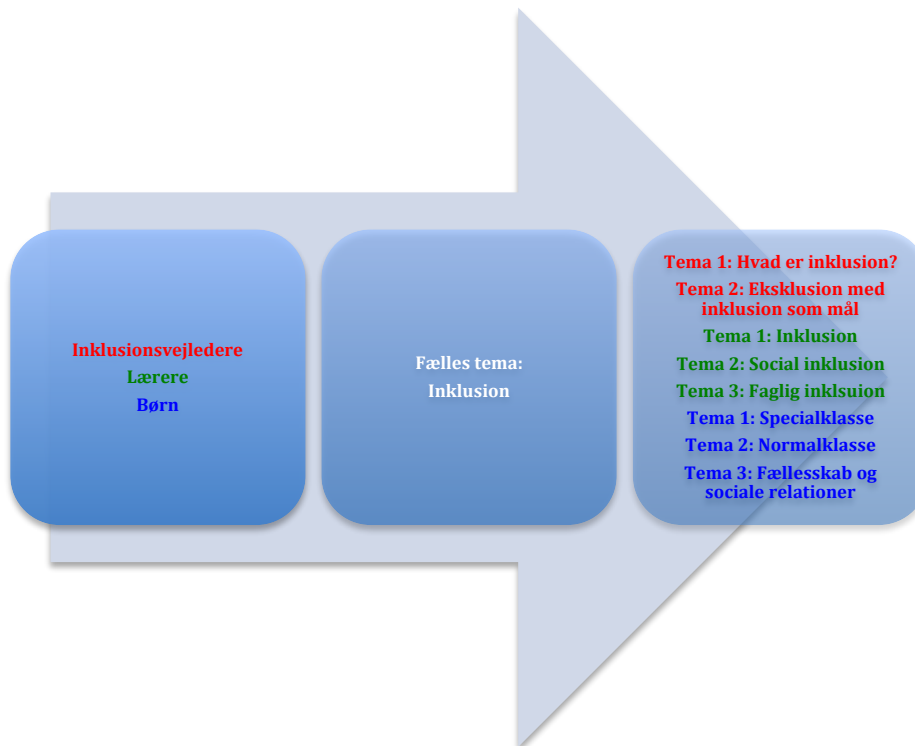 Inklusionsvejledere
Lærere
Børn
Fælles tema:
Inklusion
Tema 1: Hvad er inklusion?
Tema 2: Eksklusion med
inklusion som mål
Tema 1: Inklusion
Tema 2: Social inklusion
Tema 3: Faglig inklsuion
Tema 1: Specialklasse
Tema 2: Normalklasse
Tema 3: Fællesskab og
sociale relationer